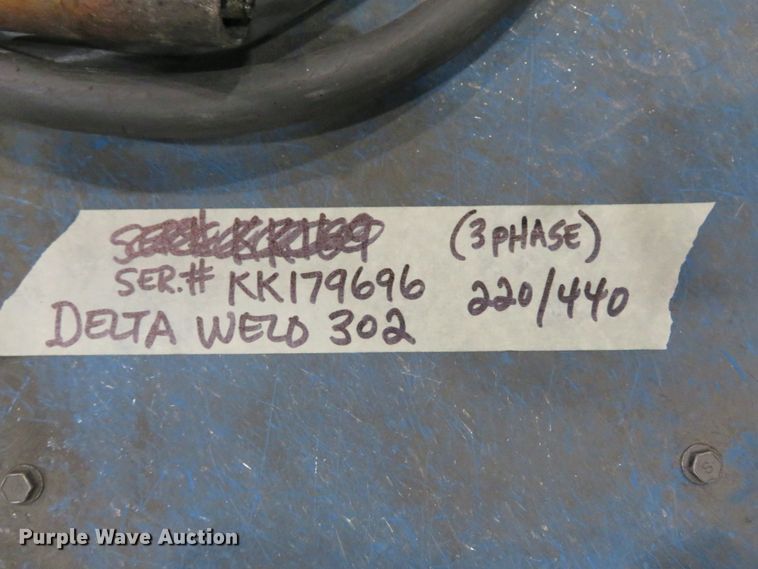 (3 PHASE)
SER.# KK179696
220/440
DELTA WELD 302
S
Purple Wave Auction